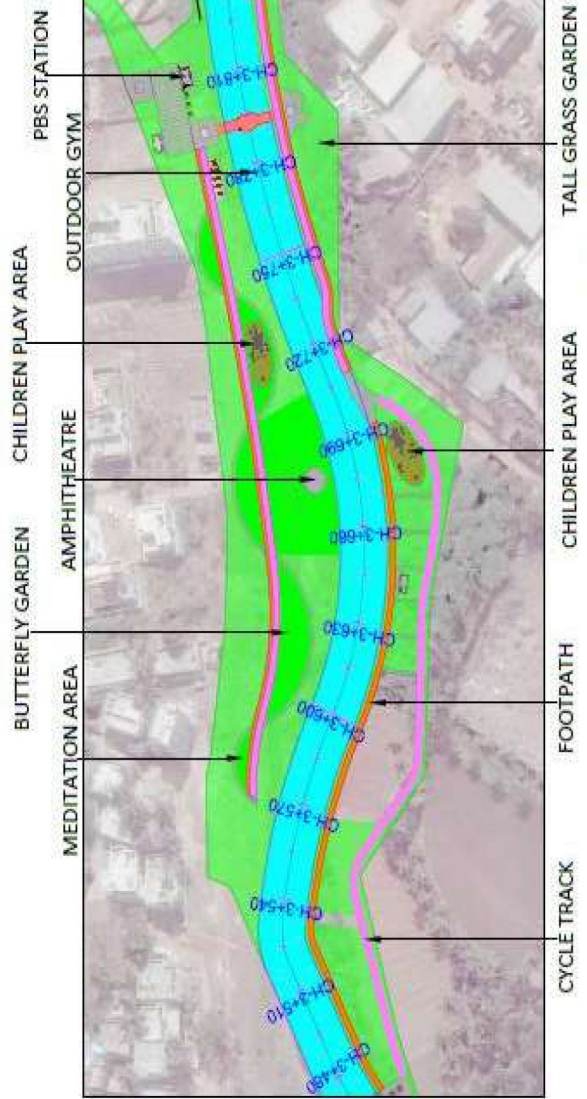 PBS STATION
OUTDOOR GYM
CHILDREN PLAY AREA
AMPHITHEATRE
BUTTERFLY GARDEN
MEDITATION AREA
CH-3+810
CH-3+780
CH-3+750
CH-3+720
CH-3+690
CH-3+660
CH-3+630
CH-3+600
CH-3+570
CH-3+540
CH-3+510
CH-3+480
TALL GRASS GARDEN
CHILDREN PLAY AREA
FOOTPATH
CYCLE TRACK